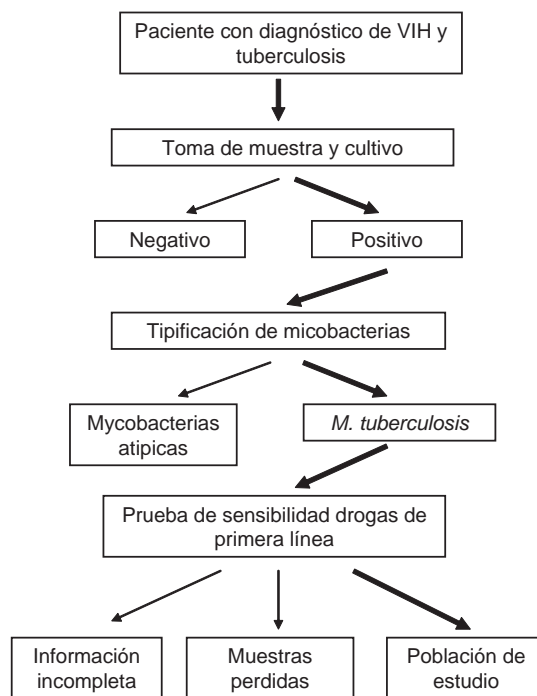 Paciente con diagnóstico de VIH y
tuberculosis
Toma de muestra y cultivo
Negativo
Positivo
Tipificación de micobacterias
Mycobacterias
atipicas
M. tuberculosis
Prueba de sensibilidad drogas de
primera línea
Información
incompleta
Muestras
perdidas
Población de
estudio